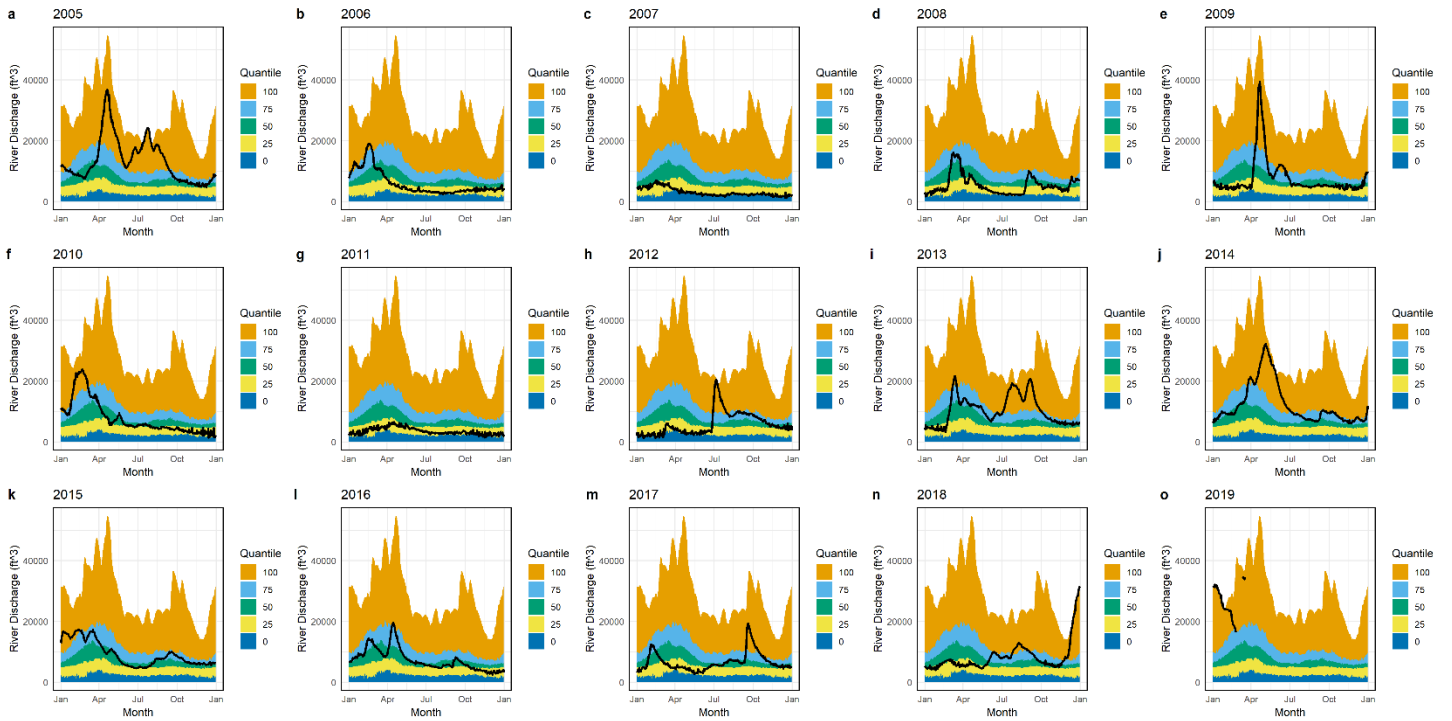 a 2005
River Discharge (ft^3)
40000
20000
0
Jan Apr Jul Oct Jan
Month
Quantile
100
75
50
25
0
b 2006
River Discharge (ft^3)
40000
20000
0
Jan Apr Jul Oct Jan
Month
Quantile
100
75
50
25
0
c 2007
River Discharge (ft^3)
40000
20000
0
Jan Apr Jul Oct Jan
Month
Quantile
100
75
50
25
0
d 2008
River Discharge (ft^3)
40000
20000
0
Jan Apr Jul Oct Jan
Month
Quantile
100
75
50
25
0
e 2009
River Discharge (ft^3)
40000
20000
0
Jan Apr Jul Oct Jan
Month
Quantile
100
75
50
25
0
f 2010
River Discharge (ft^3)
40000
20000
0
Jan Apr Jul Oct Jan
Month
Quantile
100
75
50
25
0
g 2011
River Discharge (ft^3)
40000
20000
0
Jan Apr Jul Oct Jan
Month
Quantile
100
75
50
25
0
h 2012
River Discharge (ft^3)
40000
20000
0
Jan Apr Jul Oct Jan
Month
Quantile
100
75
50
25
0
i 2013
River Discharge (ft^3)
40000
20000
0
Jan Apr Jul Oct Jan
Month
Quantile
100
75
50
25
0
j 2014
River Discharge (ft^3)
40000
20000
0
Jan Apr Jul Oct Jan
Month
Quantile
100
75
50
25
0
k 2015
River Discharge (ft^3)
40000
20000
0
Jan Apr Jul Oct Jan
Month
Quantile
100
75
50
25
0
l 2016
River Discharge (ft^3)
40000
20000
0
Jan Apr Jul Oct Jan
Month
Quantile
100
75
50
25
0
m 2017
River Discharge (ft^3)
40000
20000
0
Jan Apr Jul Oct Jan
Month
Quantile
100
75
50
25
0
n 2018
River Discharge (ft^3)
40000
20000
0
Jan Apr Jul Oct Jan
Month
Quantile
100
75
50
25
0
o 2019
River Discharge (ft^3)
40000
20000
0
Jan Apr Jul Oct Jan
Month
Quantile
100
75
50
25
0